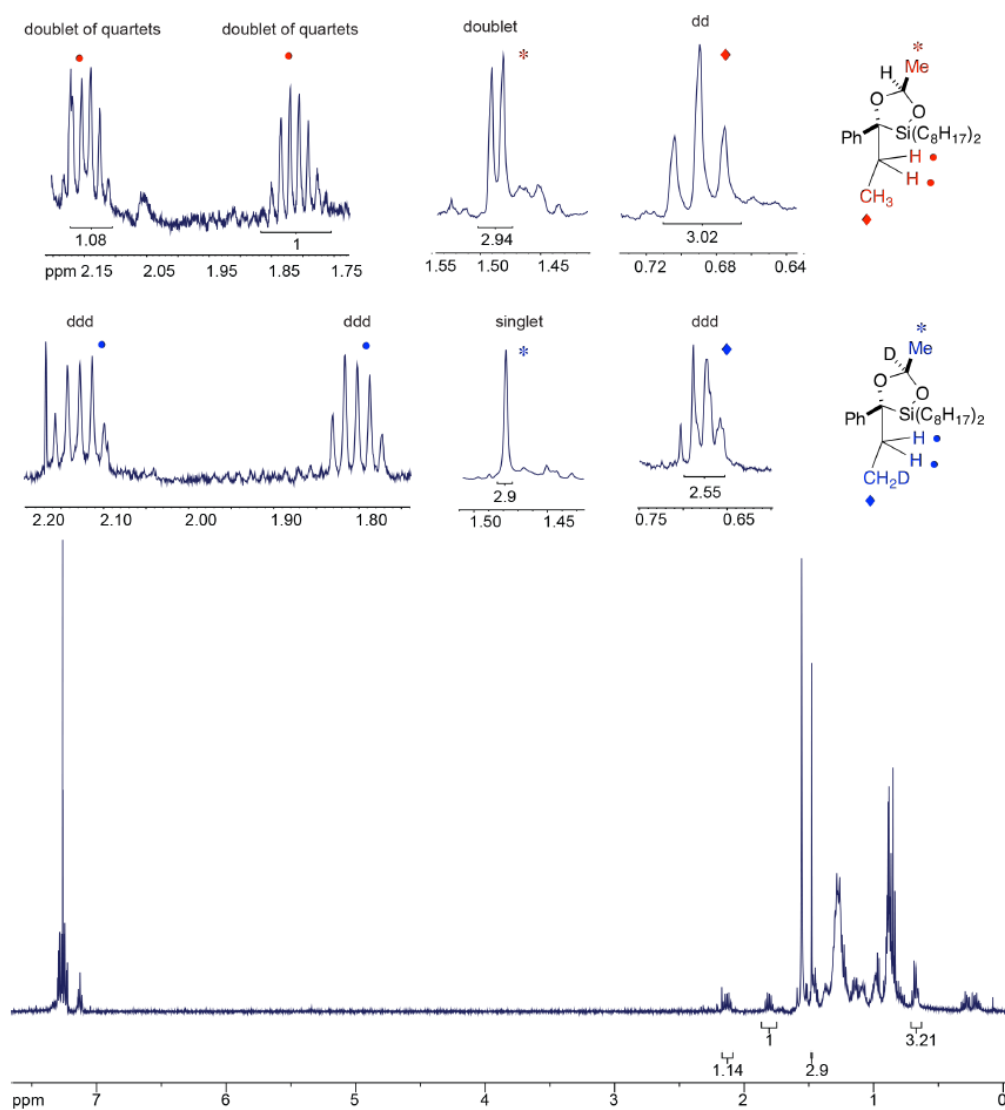 doublet of quartets doublet of quartets doublet dd
* Me
H
O O
Ph Si(C8H17)2
H
H
CH3
1.08 1 2.94 3.02
ppm 2.15 2.05 1.95 1.85 1.75 1.55 1.50 1.45 0.72 0.68 0.64
ddd ddd singlet ddd
* Me
D
O O
Ph Si(C8H17)2
H
H
CH2D
2.9 2.55
2.20 2.10 2.00 1.90 1.80 1.50 1.45 0.75 0.65
1 3.21
1.14 2.9
ppm 7 6 5 4 3 2 1 0